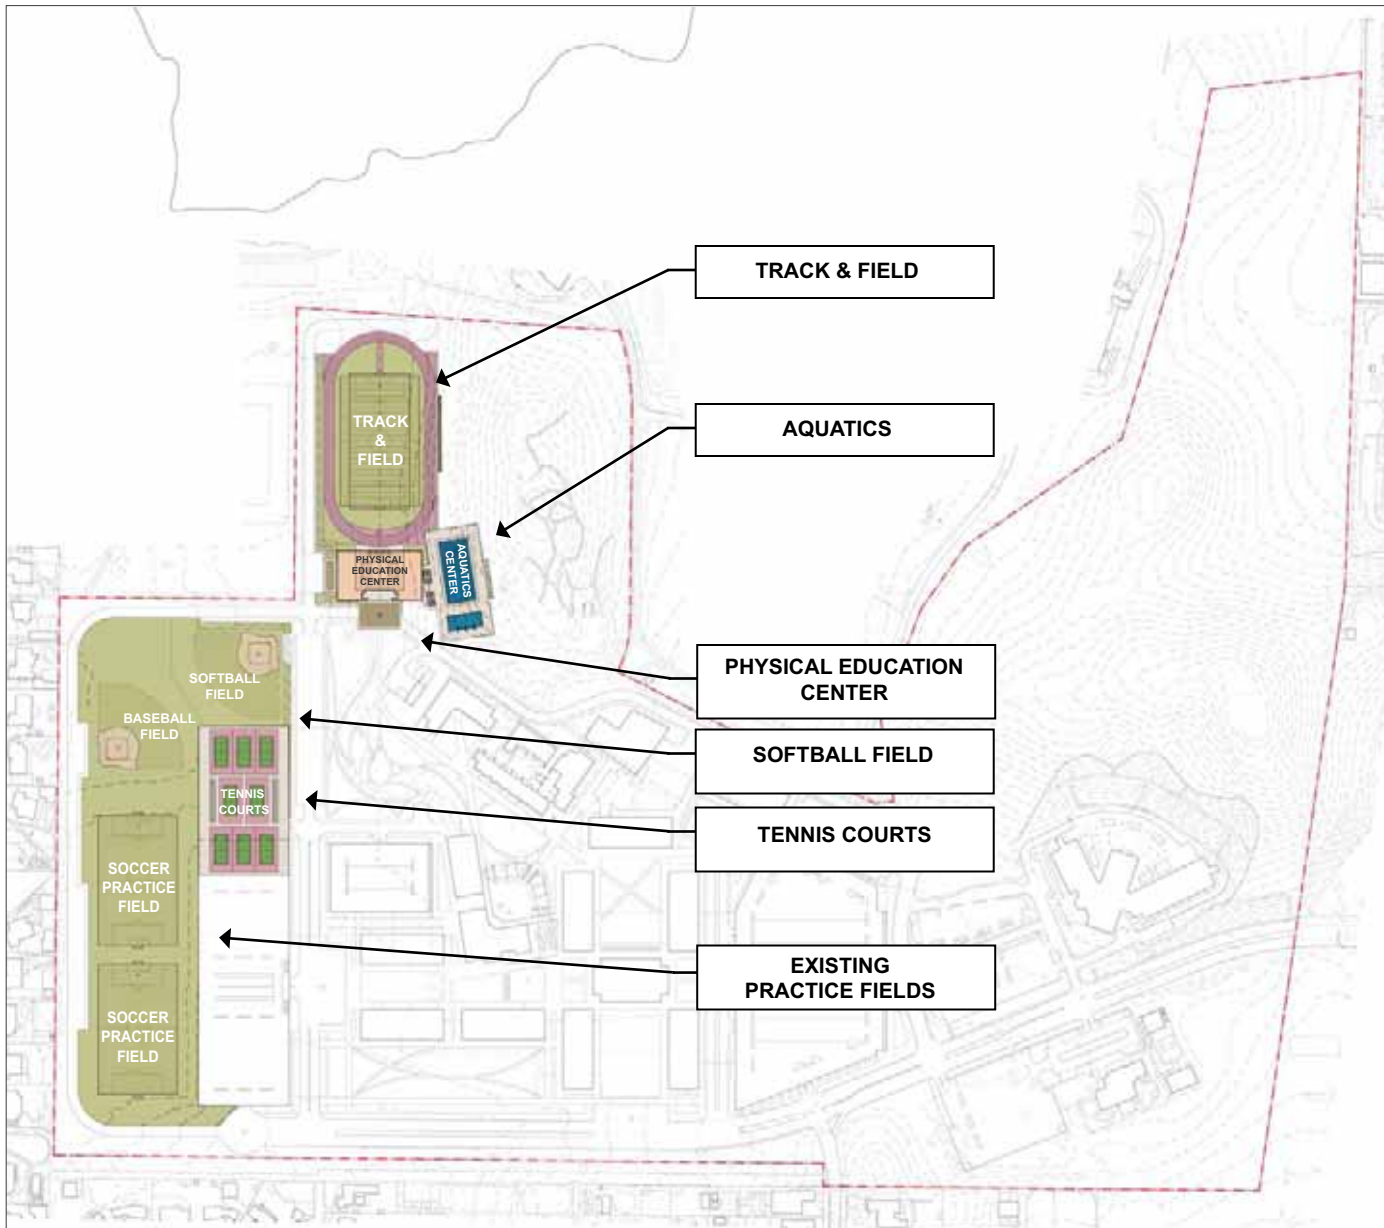 TRACK & FIELD
AQUATICS
PHYSICAL EDUCATION
CENTER
SOFTBALL FIELD
TENNIS COURTS
EXISTING
PRACTICE FIELDS
TRACK
&
FIELD
PHYSICAL
EDUCATION
CENTER
AQUATICS
CENTER
SOFTBALL
FIELD
BASEBALL
FIELD
TENNIS
COURTS
SOCCER
PRACTICE
FIELD
SOCCER
PRACTICE
FIELD